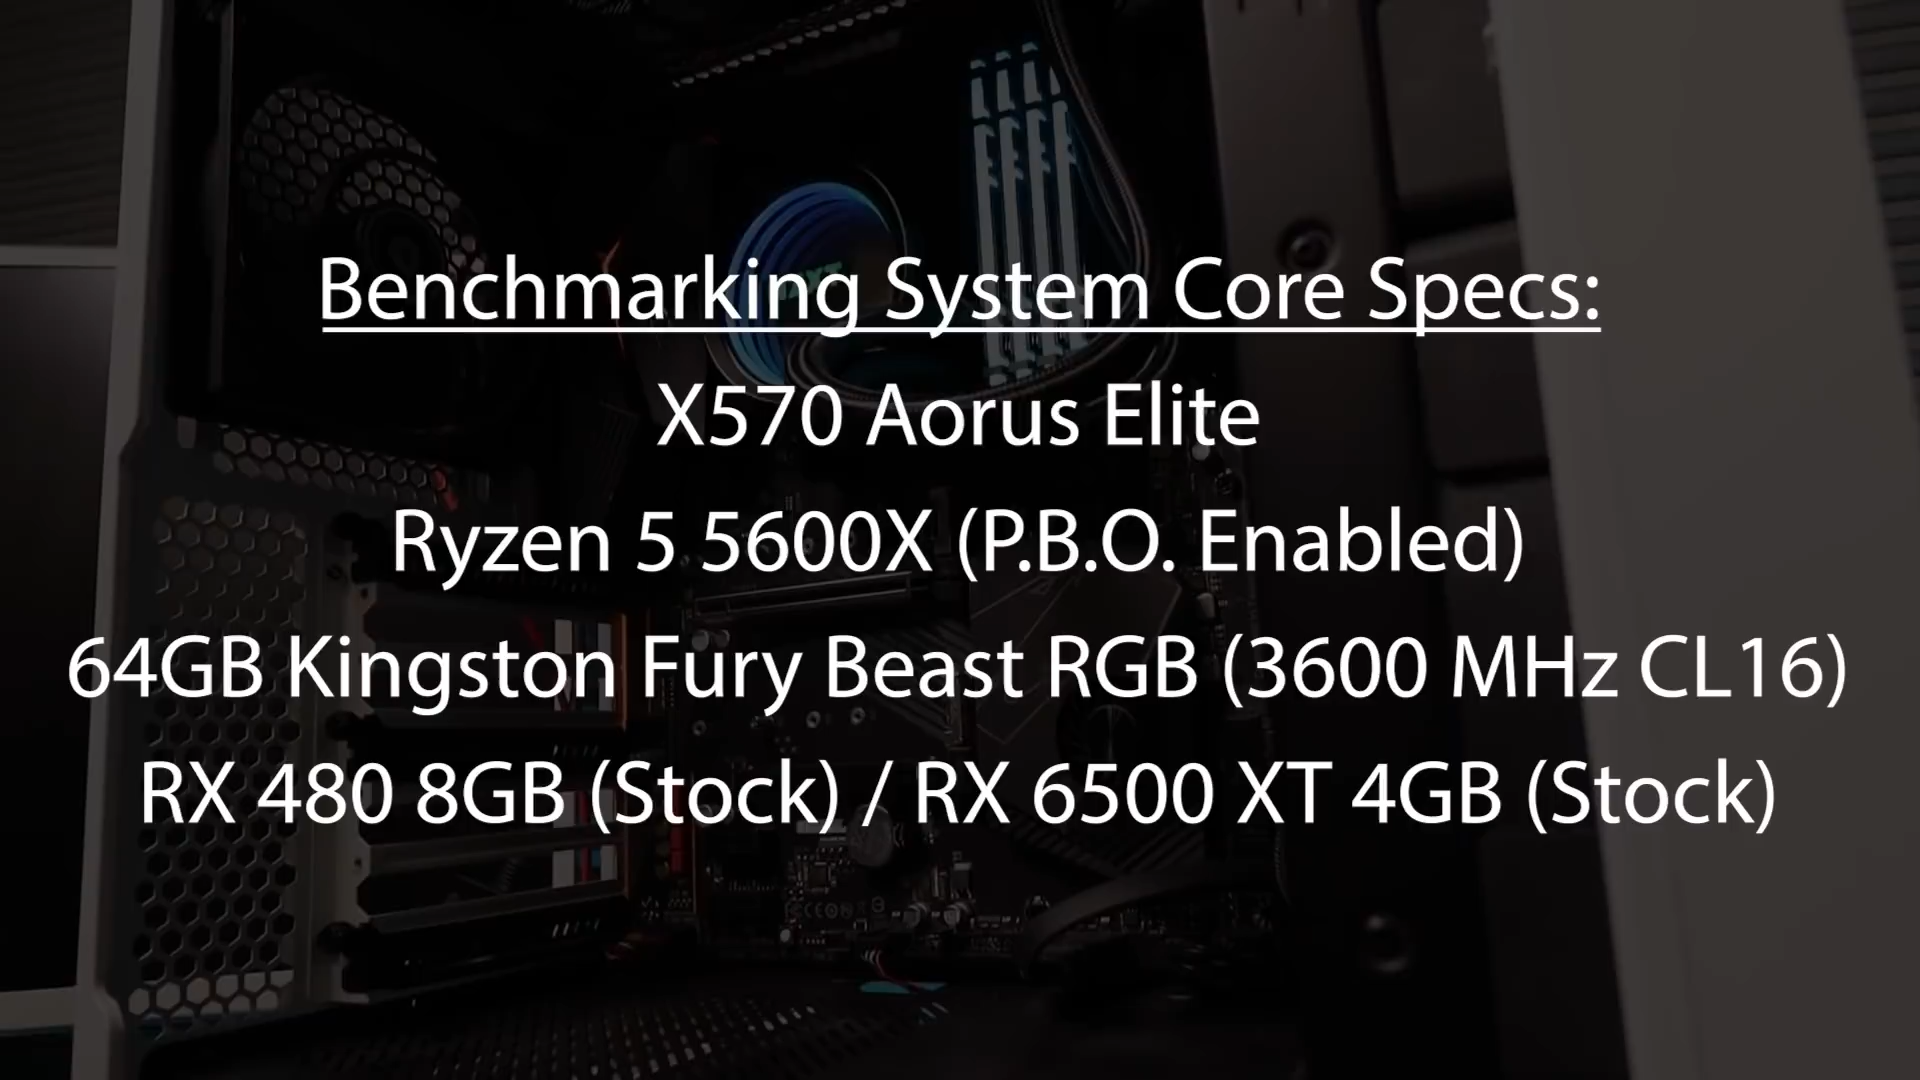 Benchmarking System Core Specs:
X570 Aorus Elite
Ryzen 5 5600X (P.B.O. Enabled)
64GB Kingston Fury Beast RGB (3600 MHz CL16)
RX 480 8GB (Stock) / RX 6500 XT 4GB (Stock)